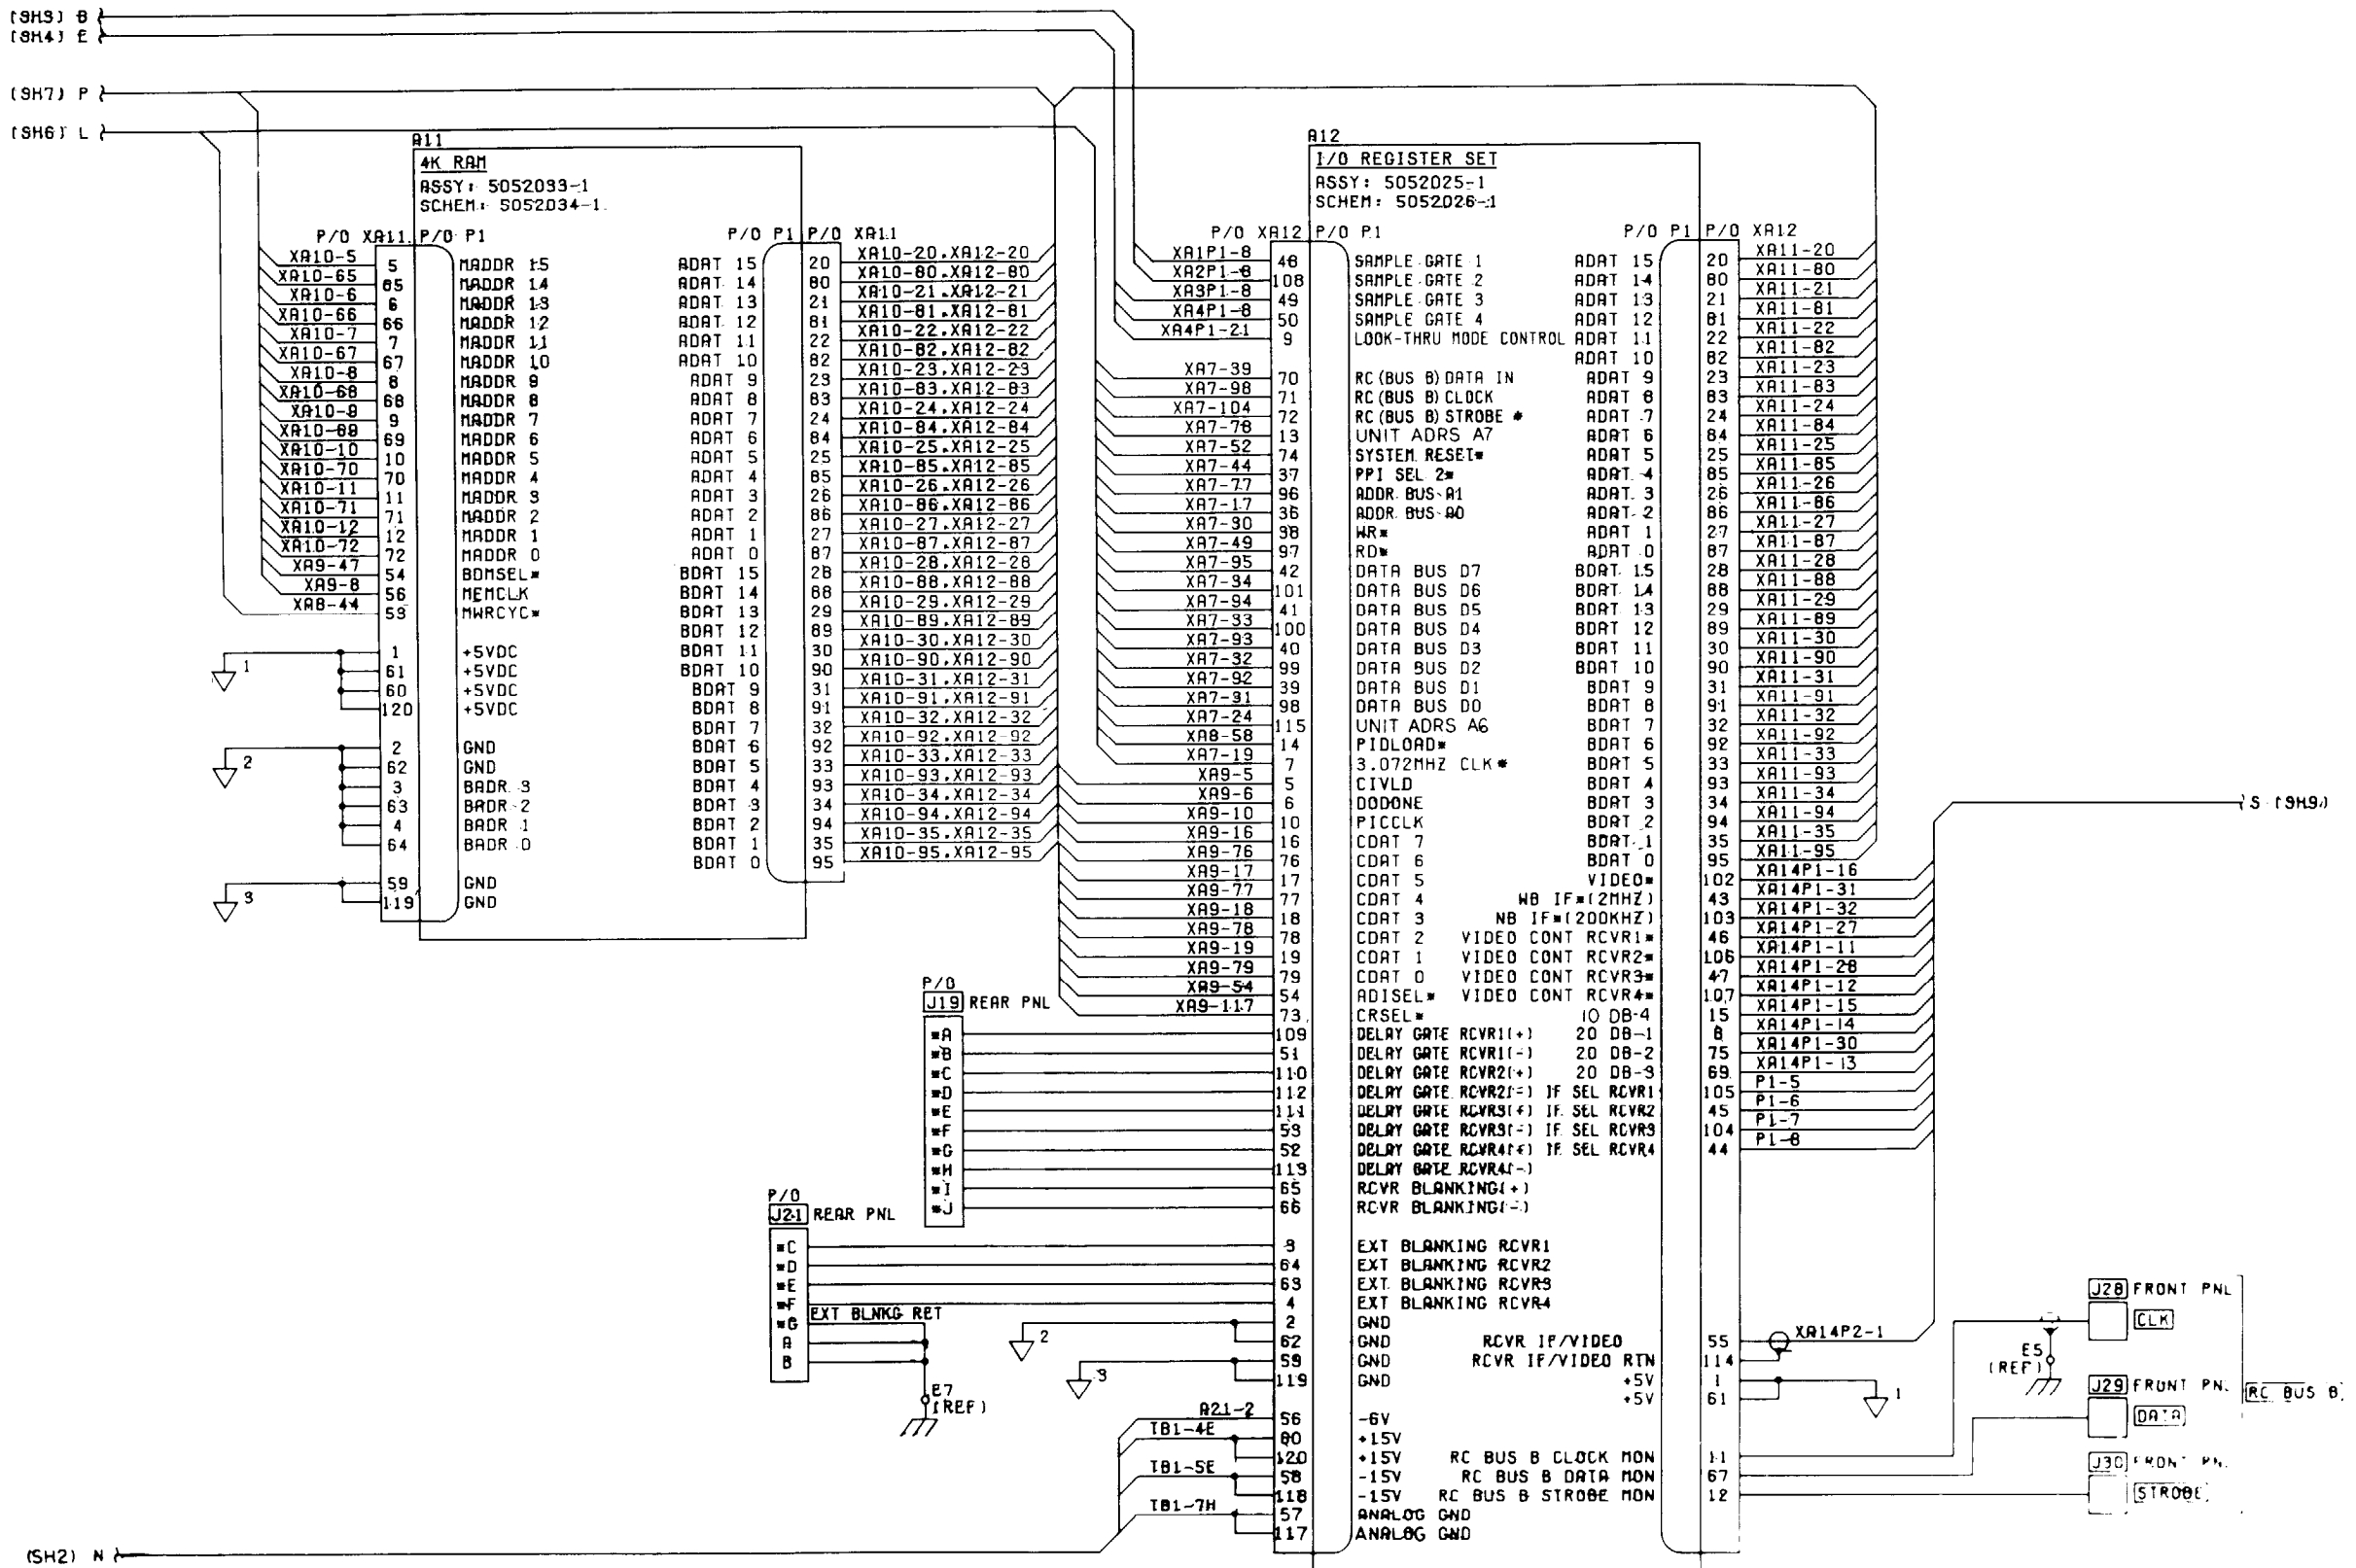 (SH3) B
(SH4) E
(SH7) P
(SH6) L
A11
4K RAM
ASSY: 5052033-1
SCHEM: 5052034-1
P/O XA11 P/O P1
P/O P1 P/O XA11
XA10-5 5 MADDR 15
XA10-65 65 MADDR 14
XA10-6 6 MADDR 13
XA10-66 66 MADDR 12
XA10-7 7 MADDR 11
XA10-67 67 MADDR 10
XA10-8 8 MADDR 9
XA10-68 68 MADDR 8
XA10-9 9 MADDR 7
XA10-69 69 MADDR 6
XA10-10 10 MADDR 5
XA10-70 70 MADDR 4
XA10-11 11 MADDR 3
XA10-71 71 MADDR 2
XA10-12 12 MADDR 1
XA10-72 72 MADDR 0
XA9-47 54 BDMSEL*
XA9-8 56 MEMCLK
XA8-44 53 MWRCYC*
1 1 +5VDC
61 +5VDC
60 +5VDC
120 +5VDC
2 2 GND
62 GND
3 BADR 3
63 BADR 2
4 BADR 1
64 BADR 0
3 59 GND
119 GND
ADAT 15 20 XA10-20,XA12-20
ADAT 14 80 XA10-80,XA12-80
ADAT 13 21 XA10-21,XA12-21
ADAT 12 81 XA10-81,XA12-81
ADAT 11 22 XA10-22,XA12-22
ADAT 10 82 XA10-82,XA12-82
ADAT 9 23 XA10-23,XA12-23
ADAT 8 83 XA10-83,XA12-83
ADAT 7 24 XA10-24,XA12-24
ADAT 6 84 XA10-84,XA12-84
ADAT 5 25 XA10-25,XA12-25
ADAT 4 85 XA10-85,XA12-85
ADAT 3 26 XA10-26,XA12-26
ADAT 2 86 XA10-86,XA12-86
ADAT 1 27 XA10-27,XA12-27
ADAT 0 87 XA10-87,XA12-87
BDAT 15 28 XA10-28,XA12-28
BDAT 14 88 XA10-88,XA12-88
BDAT 13 29 XA10-29,XA12-29
BDAT 12 89 XA10-89,XA12-89
BDAT 11 30 XA10-30,XA12-30
BDAT 10 90 XA10-90,XA12-90
BDAT 9 31 XA10-31,XA12-31
BDAT 8 91 XA10-91,XA12-91
BDAT 7 32 XA10-32,XA12-32
BDAT 6 92 XA10-92,XA12-92
BDAT 5 33 XA10-33,XA12-33
BDAT 4 93 XA10-93,XA12-93
BDAT 3 34 XA10-34,XA12-34
BDAT 2 94 XA10-94,XA12-94
BDAT 1 35 XA10-35,XA12-35
BDAT 0 95 XA10-95,XA12-95
A12
I/O REGISTER SET
ASSY: 5052025-1
SCHEM: 5052026-1
P/O XA12 P/O P1
P/O P1 P/O XA12
XA1P1-8 48 SAMPLE GATE 1
XA2P1-8 108 SAMPLE GATE 2
XA3P1-8 49 SAMPLE GATE 3
XA4P1-8 50 SAMPLE GATE 4
XA4P1-21 9 LOOK-THRU MODE CONTROL
XA7-39 70 RC(BUS B)DATA IN
XA7-98 71 RC(BUS B)CLOCK
XA7-104 72 RC(BUS B)STROBE *
XA7-78 13 UNIT ADRS A7
XA7-52 74 SYSTEM RESET*
XA7-44 37 PPI SEL 2*
XA7-77 96 ADDR BUS A1
XA7-17 36 ADDR BUS A0
XA7-30 38 WR*
XA7-49 97 RD*
XA7-95 42 DATA BUS D7
XA7-34 101 DATA BUS D6
XA7-94 41 DATA BUS D5
XA7-33 100 DATA BUS D4
XA7-93 40 DATA BUS D3
XA7-32 99 DATA BUS D2
XA7-92 39 DATA BUS D1
XA7-31 98 DATA BUS D0
XA7-24 115 UNIT ADRS A6
XA8-58 14 PIDLOAD*
XA7-19 7 3.072MHZ CLK*
XA9-5 5 CIVLD
XA9-6 6 DODONE
XA9-10 10 PICCLK
XA9-16 16 CDAT 7
XA9-76 76 CDAT 6
XA9-17 17 CDAT 5
XA9-77 77 CDAT 4
XA9-18 18 CDAT 3
XA9-78 78 CDAT 2
XA9-19 19 CDAT 1
XA9-79 79 CDAT 0
XA9-54 54 ADISEL*
XA9-117 73 CRSEL*
P/O
J19 REAR PNL
*A 109 DELAY GATE RCVR1(+)
*B 51 DELAY GATE RCVR1(-)
*C 110 DELAY GATE RCVR2(+)
*D 112 DELAY GATE RCVR2(-)
*E 111 DELAY GATE RCVR3(+)
*F 53 DELAY GATE RCVR3(-)
*G 52 DELAY GATE RCVR4(+)
*H 113 DELAY GATE RCVR4(-)
*I 65 RCVR BLANKING(+)
*J 66 RCVR BLANKING(-)
P/O
J21 REAR PNL
*C 3 EXT BLANKING RCVR1
*D 64 EXT BLANKING RCVR2
*E 63 EXT BLANKING RCVR3
*F 4 EXT BLANKING RCVR4
*G EXT BLNKG RET
A
B
E7
(REF)
2 2 GND
62 GND
3 59 GND
119 GND
A21-2 56 -6V
TB1-4E 60 +15V
120 +15V
TB1-5E 58 -15V
118 -15V
TB1-7H 57 ANALOG GND
117 ANALOG GND
(SH2) N
ADAT 15 20 XA11-20
ADAT 14 80 XA11-80
ADAT 13 21 XA11-21
ADAT 12 81 XA11-81
ADAT 11 22 XA11-22
ADAT 10 82 XA11-82
ADAT 9 23 XA11-23
ADAT 8 83 XA11-83
ADAT 7 24 XA11-24
ADAT 6 84 XA11-84
ADAT 5 25 XA11-25
ADAT 4 85 XA11-85
ADAT 3 26 XA11-26
ADAT 2 86 XA11-86
ADAT 1 27 XA11-27
ADAT 0 87 XA11-87
BDAT 15 28 XA11-28
BDAT 14 88 XA11-88
BDAT 13 29 XA11-29
BDAT 12 89 XA11-89
BDAT 11 30 XA11-30
BDAT 10 90 XA11-90
BDAT 9 31 XA11-31
BDAT 8 91 XA11-91
BDAT 7 32 XA11-32
BDAT 6 92 XA11-92
BDAT 5 33 XA11-33
BDAT 4 93 XA11-93
BDAT 3 34 XA11-34
BDAT 2 94 XA11-94
BDAT 1 35 XA11-35
BDAT 0 95 XA11-95
VIDEO* 102 XA14P1-16
WB IF*(2MHZ) 43 XA14P1-31
NB IF*(200KHZ) 103 XA14P1-32
VIDEO CONT RCVR1* 46 XA14P1-27
VIDEO CONT RCVR2* 106 XA14P1-11
VIDEO CONT RCVR3* 47 XA14P1-28
VIDEO CONT RCVR4* 107 XA14P1-12
10 DB-4 15 XA14P1-15
20 DB-1 8 XA14P1-14
20 DB-2 75 XA14P1-30
20 DB-3 69 XA14P1-13
IF SEL RCVR1 105 P1-5
IF SEL RCVR2 45 P1-6
IF SEL RCVR3 104 P1-7
IF SEL RCVR4 44 P1-8
S (SH9)
RCVR IF/VIDEO 55 XA14P2-1
RCVR IF/VIDEO RTN 114
+5V 1
+5V 61 1
RC BUS B CLOCK MON 11
RC BUS B DATA MON 67
RC BUS B STROBE MON 12
E5
(REF)
J28 FRONT PNL
CLK
J29 FRONT PNL
DATA
J30 FRONT PNL
STROBE
RC BUS B